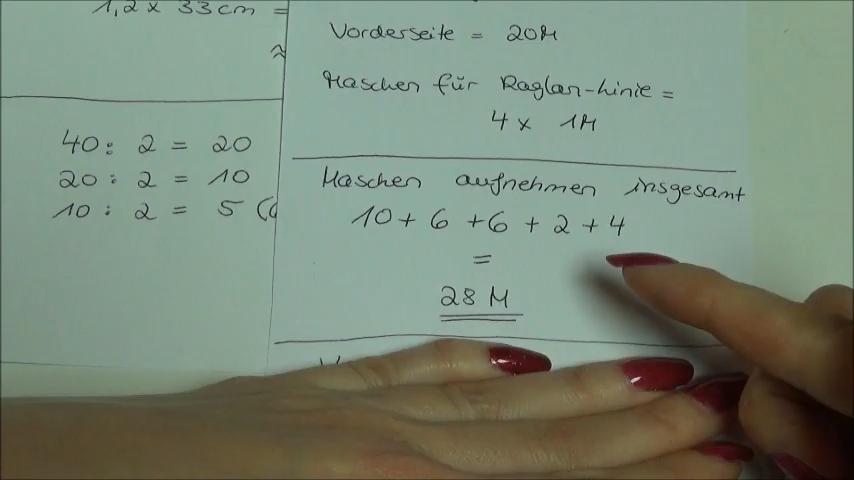 1,2 x 33cm =
≈
40 : 2 = 20
20 : 2 = 10
10 : 2 = 5
Vorderseite = 20M
Maschen für Raglan-Linie =
4 x 1M
Maschen aufnehmen insgesamt
10 + 6 + 6 + 2 + 4
=
28 M